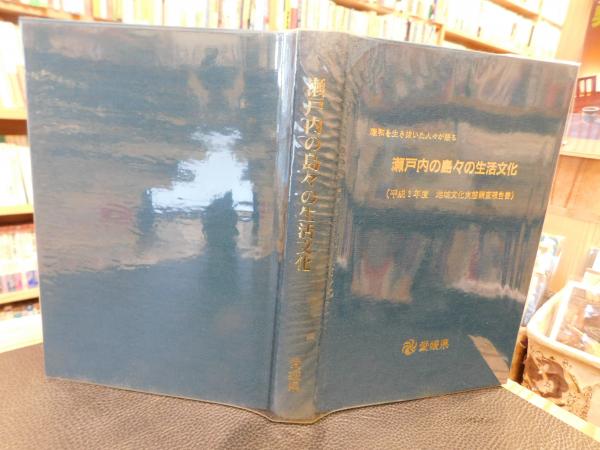 昭和を生き抜いた人々が語る
瀬戸内の島々の生活文化
(平成3年度 地域文化実態調査報告書)
愛媛県
瀬戸内の島々の生活文化
愛媛県